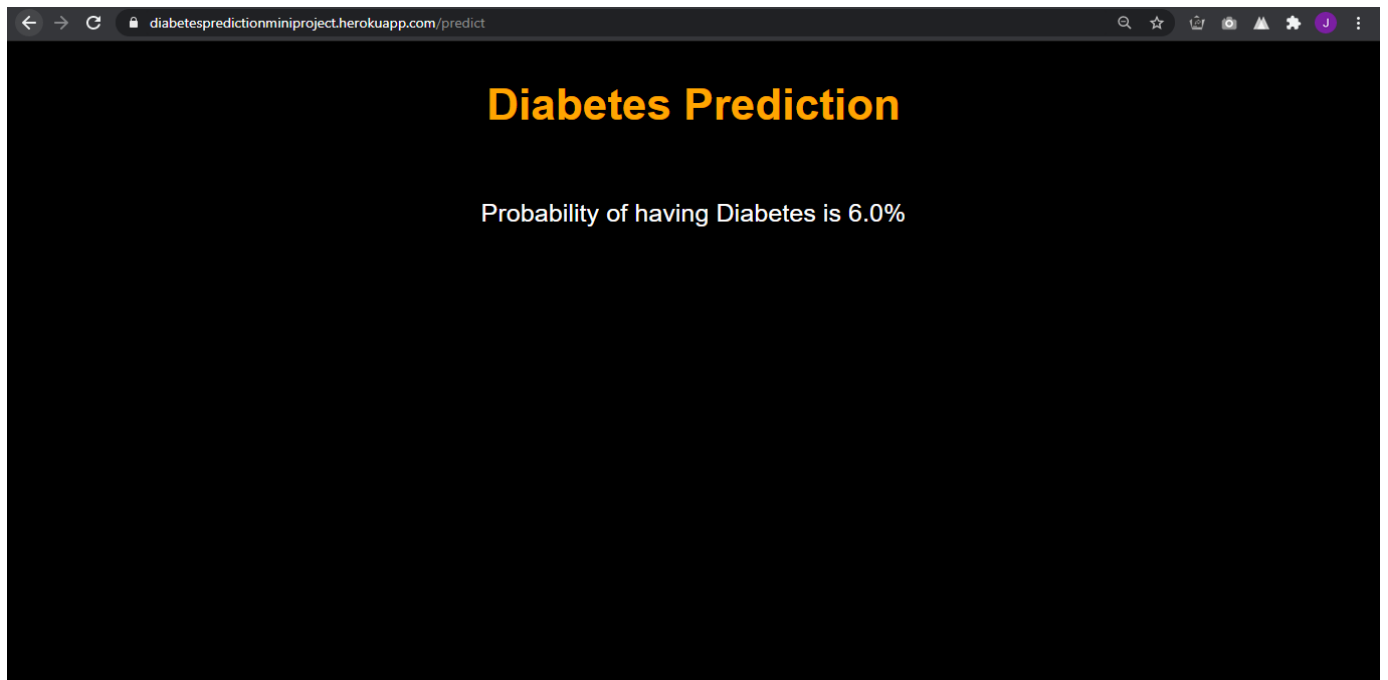 diabetespredictionminiproject.herokuapp.com/predict
J
Diabetes Prediction
Probability of having Diabetes is 6.0%